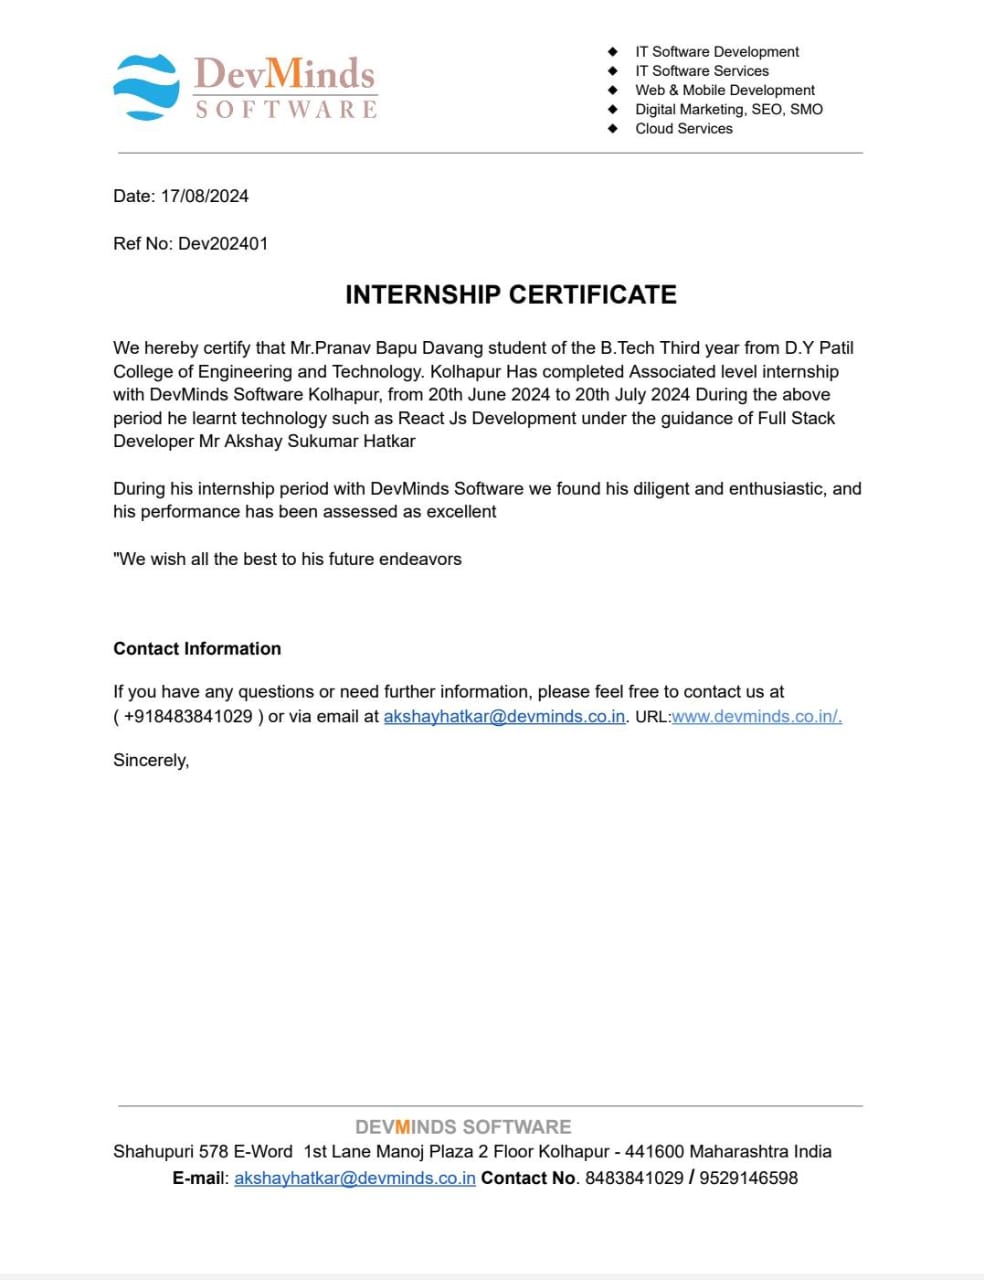 DevMinds
SOFTWARE
◆ IT Software Development
◆ IT Software Services
◆ Web & Mobile Development
◆ Digital Marketing, SEO, SMO
◆ Cloud Services
Date: 17/08/2024
Ref No: Dev202401
INTERNSHIP CERTIFICATE
We hereby certify that Mr.Pranav Bapu Davang student of the B.Tech Third year from D.Y Patil
College of Engineering and Technology. Kolhapur Has completed Associated level internship
with DevMinds Software Kolhapur, from 20th June 2024 to 20th July 2024 During the above
period he learnt technology such as React Js Development under the guidance of Full Stack
Developer Mr Akshay Sukumar Hatkar
During his internship period with DevMinds Software we found his diligent and enthusiastic, and
his performance has been assessed as excellent
"We wish all the best to his future endeavors
Contact Information
If you have any questions or need further information, please feel free to contact us at
( +918483841029 ) or via email at akshayhatkar@devminds.co.in. URL:www.devminds.co.in/.
Sincerely,
DEVMINDS SOFTWARE
Shahupuri 578 E-Word 1st Lane Manoj Plaza 2 Floor Kolhapur - 441600 Maharashtra India
E-mail: akshayhatkar@devminds.co.in Contact No. 8483841029 / 9529146598